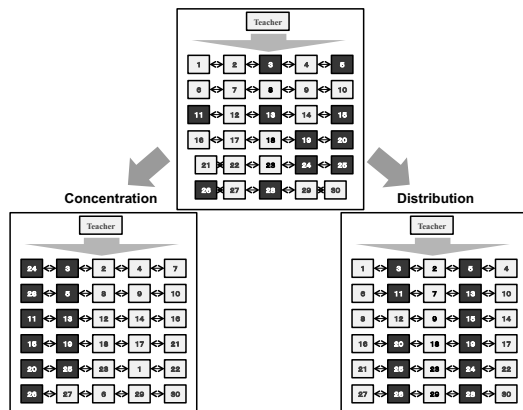 Teacher
1 2 3 4 5
6 7 8 9 10
11 12 13 14 15
16 17 18 19 20
21 22 23 24 25
26 27 28 29 30
Concentration
Distribution
Teacher
24 3 2 4 7
28 5 8 9 10
11 13 12 14 16
15 19 18 17 21
20 25 23 1 22
26 27 6 29 30
Teacher
1 3 2 5 4
6 11 7 13 10
8 12 9 15 14
16 20 18 19 17
21 25 23 24 22
27 26 29 28 30